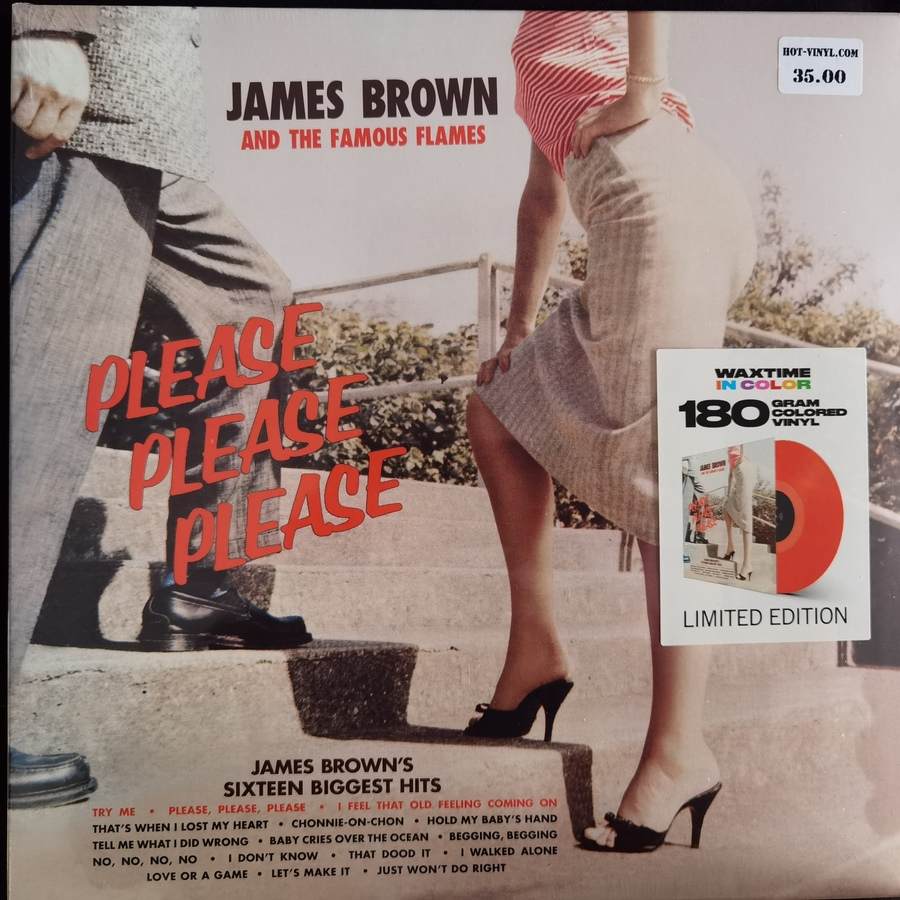 HOT-VINYL.COM
35.00
JAMES BROWN
AND THE FAMOUS FLAMES
PLEASE
PLEASE
PLEASE
WAXTIME
IN COLOR
180 GRAM
COLORED
VINYL
JAMES BROWN
LIMITED EDITION
JAMES BROWN'S
SIXTEEN BIGGEST HITS
TRY ME • PLEASE, PLEASE, PLEASE • I FEEL THAT OLD FEELING COMING ON
THAT'S WHEN I LOST MY HEART • CHONNIE-ON-CHON • HOLD MY BABY'S HAND
TELL ME WHAT I DID WRONG • BABY CRIES OVER THE OCEAN • BEGGING, BEGGING
NO, NO, NO, NO • I DON'T KNOW • THAT DOOD IT • I WALKED ALONE
LOVE OR A GAME • LET'S MAKE IT • JUST WON'T DO RIGHT